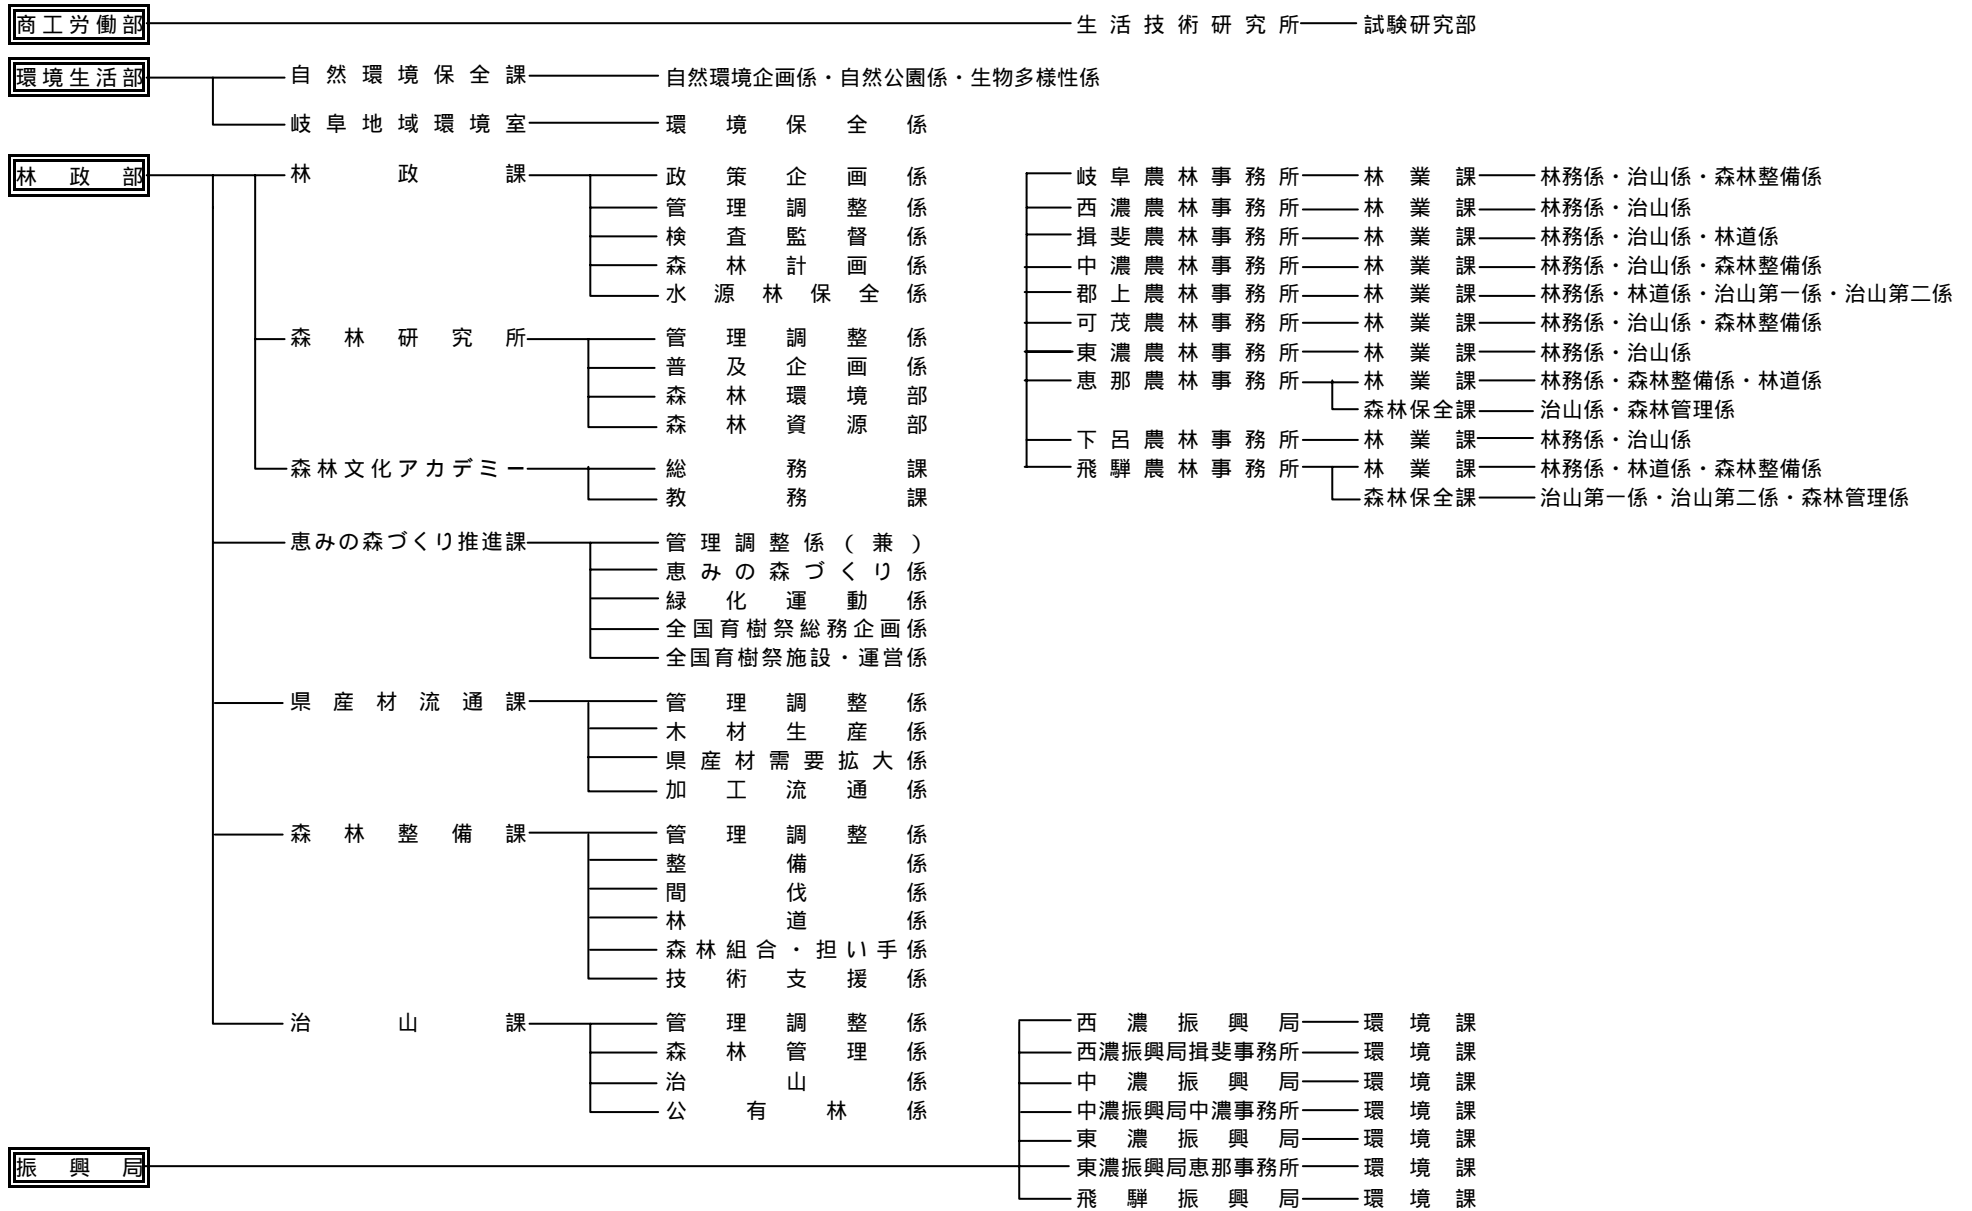 商工労働部 生活技術研究所 試験研究部
環境生活部 自然環境保全課 自然環境企画係・自然公園係・生物多様性係
岐阜地域環境室 環境保全係
林政部 林政課 政策企画係 岐阜農林事務所 林業課 林務係・治山係・森林整備係
管理調整係 西濃農林事務所 林業課 林務係・治山係
検査監督係 揖斐農林事務所 林業課 林務係・治山係・林道係
森林計画係 中濃農林事務所 林業課 林務係・治山係・森林整備係
水源林保全係 郡上農林事務所 林業課 林務係・林道係・治山第一係・治山第二係
森林研究所 管理調整係 可茂農林事務所 林業課 林務係・治山係・森林整備係
普及企画係 東濃農林事務所 林業課 林務係・治山係
森林環境部 恵那農林事務所 林業課 林務係・森林整備係・林道係
森林資源部 森林保全課 治山係・森林管理係
下呂農林事務所 林業課 林務係・治山係
森林文化アカデミー 総務課 飛騨農林事務所 林業課 林務係・林道係・森林整備係
教務課 森林保全課 治山第一係・治山第二係・森林管理係
恵みの森づくり推進課 管理調整係(兼)
恵みの森づくり係
緑化運動係
全国育樹祭総務企画係
全国育樹祭施設・運営係
県産材流通課 管理調整係
木材生産係
県産材需要拡大係
加工流通係
森林整備課 管理調整係
整備係
間伐係
林道係
森林組合・担い手係
技術支援係
治山課 管理調整係 西濃振興局 環境課
森林管理係 西濃振興局揖斐事務所 環境課
治山係 中濃振興局 環境課
公有林係 中濃振興局中濃事務所 環境課
東濃振興局 環境課
振興局 東濃振興局恵那事務所 環境課
飛騨振興局 環境課